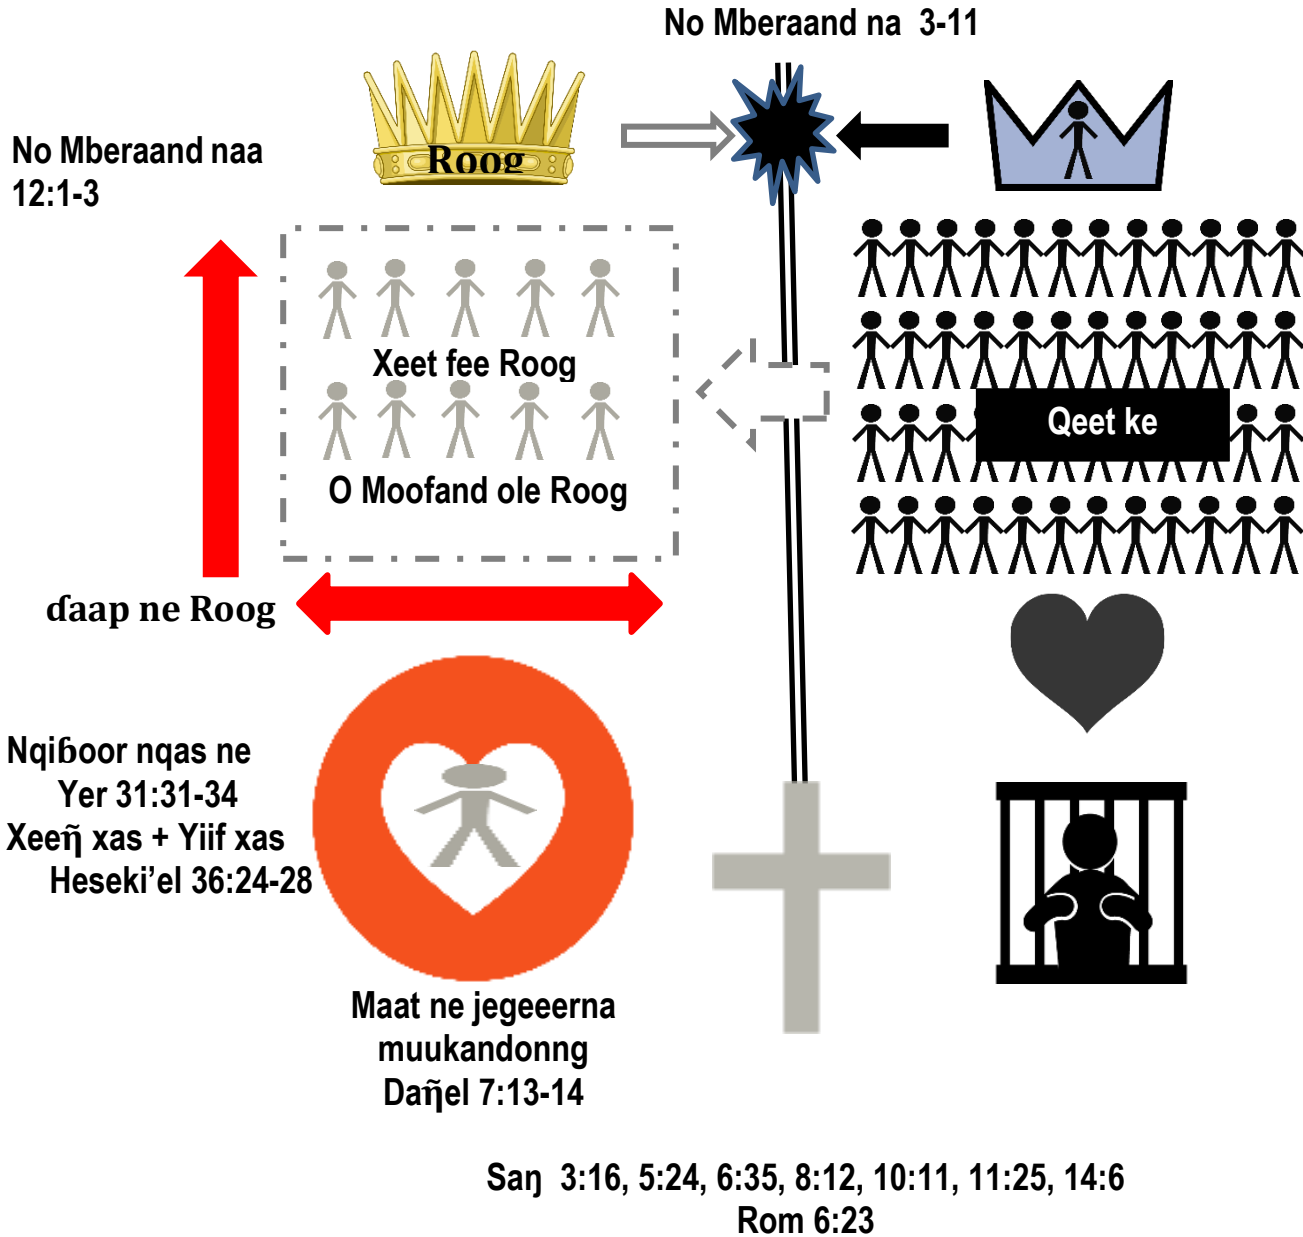 No Mberaand na 3-11
Roog
No Mberaand naa
12:1-3
Xeet fee Roog
Qeet ke
O Moofand ole Roog
ɗaap ne Roog
Nqiɓoor nqas ne
Yer 31:31-34
Xeeñ xas + Yiif xas
Heseki’el 36:24-28
Maat ne jegeeerna
muukandonng
Dañel 7:13-14
Saŋ 3:16, 5:24, 6:35, 8:12, 10:11, 11:25, 14:6
Rom 6:23